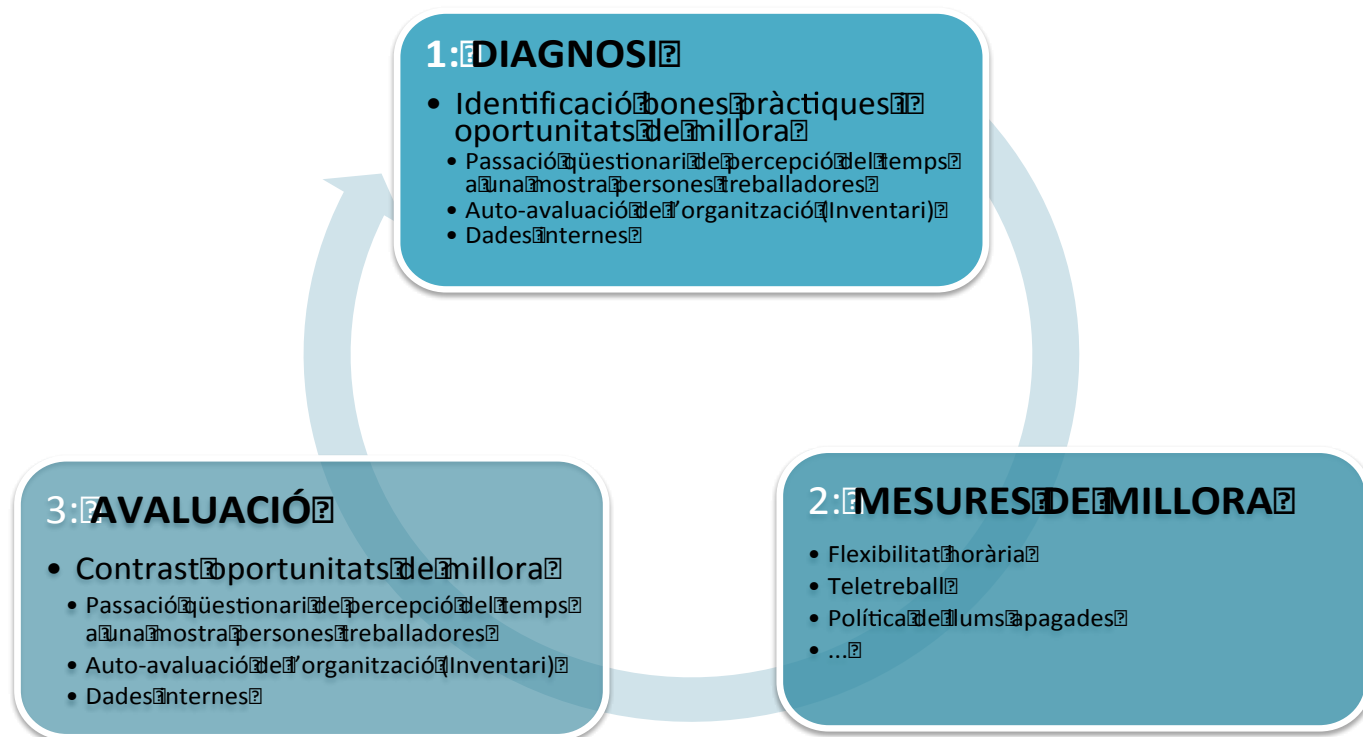 1: DIAGNOSI
• Identificació bones pràctiques i
oportunitats de millora
• Passació qüestionari de percepció del temps
a una mostra persones treballadores
• Auto-avaluació de l'organització (Inventari)
• Dades internes
2: MESURES DE MILLORA
• Flexibilitat horària
• Teletreball
• Política de llums apagades
• ...
3: AVALUACIÓ
• Contrast oportunitats de millora
• Passació qüestionari de percepció del temps
a una mostra persones treballadores
• Auto-avaluació de l'organització (Inventari)
• Dades internes